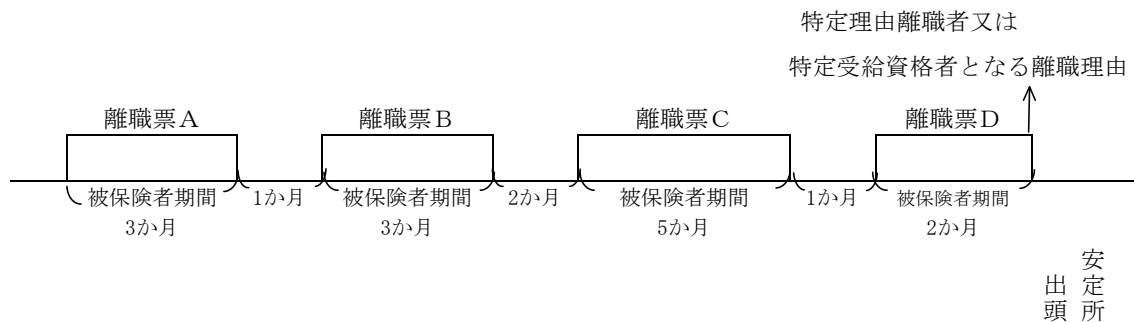 特定理由離職者又は
特定受給資格者となる離職理由
離職票A
離職票B
離職票C
離職票D
被保険者期間
3か月
1か月
被保険者期間
3か月
2か月
被保険者期間
5か月
1か月
被保険者期間
2か月
安定所
出頭